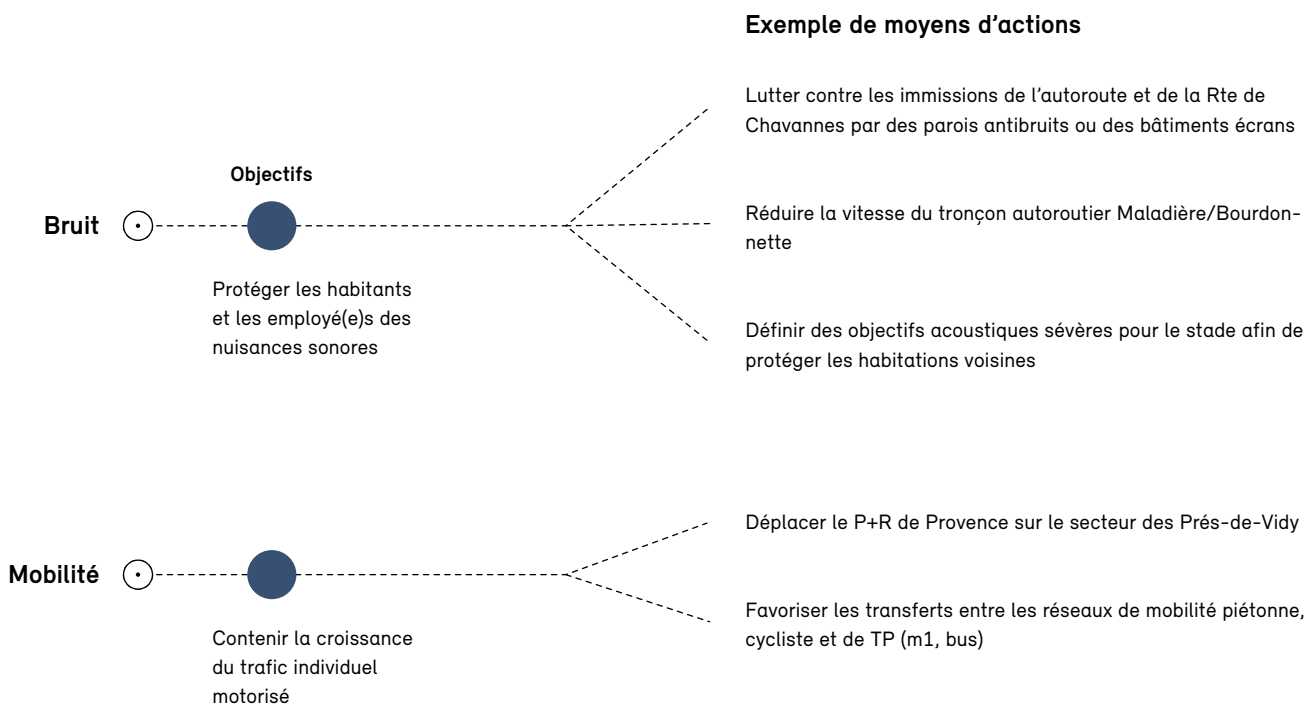 Exemple de moyens d'actions
Lutter contre les immissions de l'autoroute et de la Rte de
Chavannes par des parois antibruits ou des bâtiments écrans
Objectifs
Bruit
Réduire la vitesse du tronçon autoroutier Maladière/Bourdon-
nette
Protéger les habitants
et les employé(e)s des
nuisances sonores
Définir des objectifs acoustiques sévères pour le stade afin de
protéger les habitations voisines
Mobilité
Contenir la croissance
du trafic individuel
motorisé
Déplacer le P+R de Provence sur le secteur des Prés-de-Vidy
Favoriser les transferts entre les réseaux de mobilité piétonne,
cycliste et de TP (m1, bus)